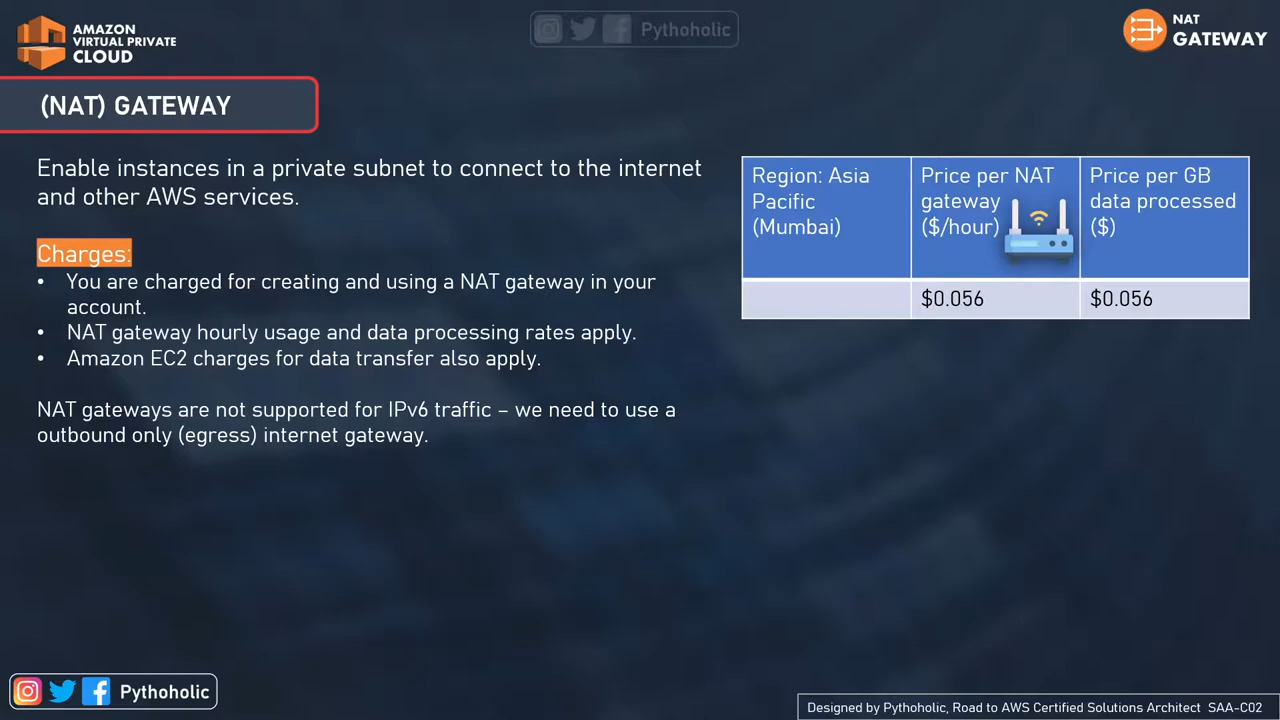 AMAZON
VIRTUAL PRIVATE
CLOUD
Pythoholic
NAT
GATEWAY
(NAT) GATEWAY
Enable instances in a private subnet to connect to the internet
and other AWS services.
Charges:
• You are charged for creating and using a NAT gateway in your
account.
• NAT gateway hourly usage and data processing rates apply.
• Amazon EC2 charges for data transfer also apply.
NAT gateways are not supported for IPv6 traffic – we need to use a
outbound only (egress) internet gateway.
Region: Asia
Pacific
(Mumbai)
Price per NAT
gateway
($/hour)
Price per GB
data processed
($)
$0.056
$0.056
Pythoholic
Designed by Pythoholic, Road to AWS Certified Solutions Architect SAA-C02